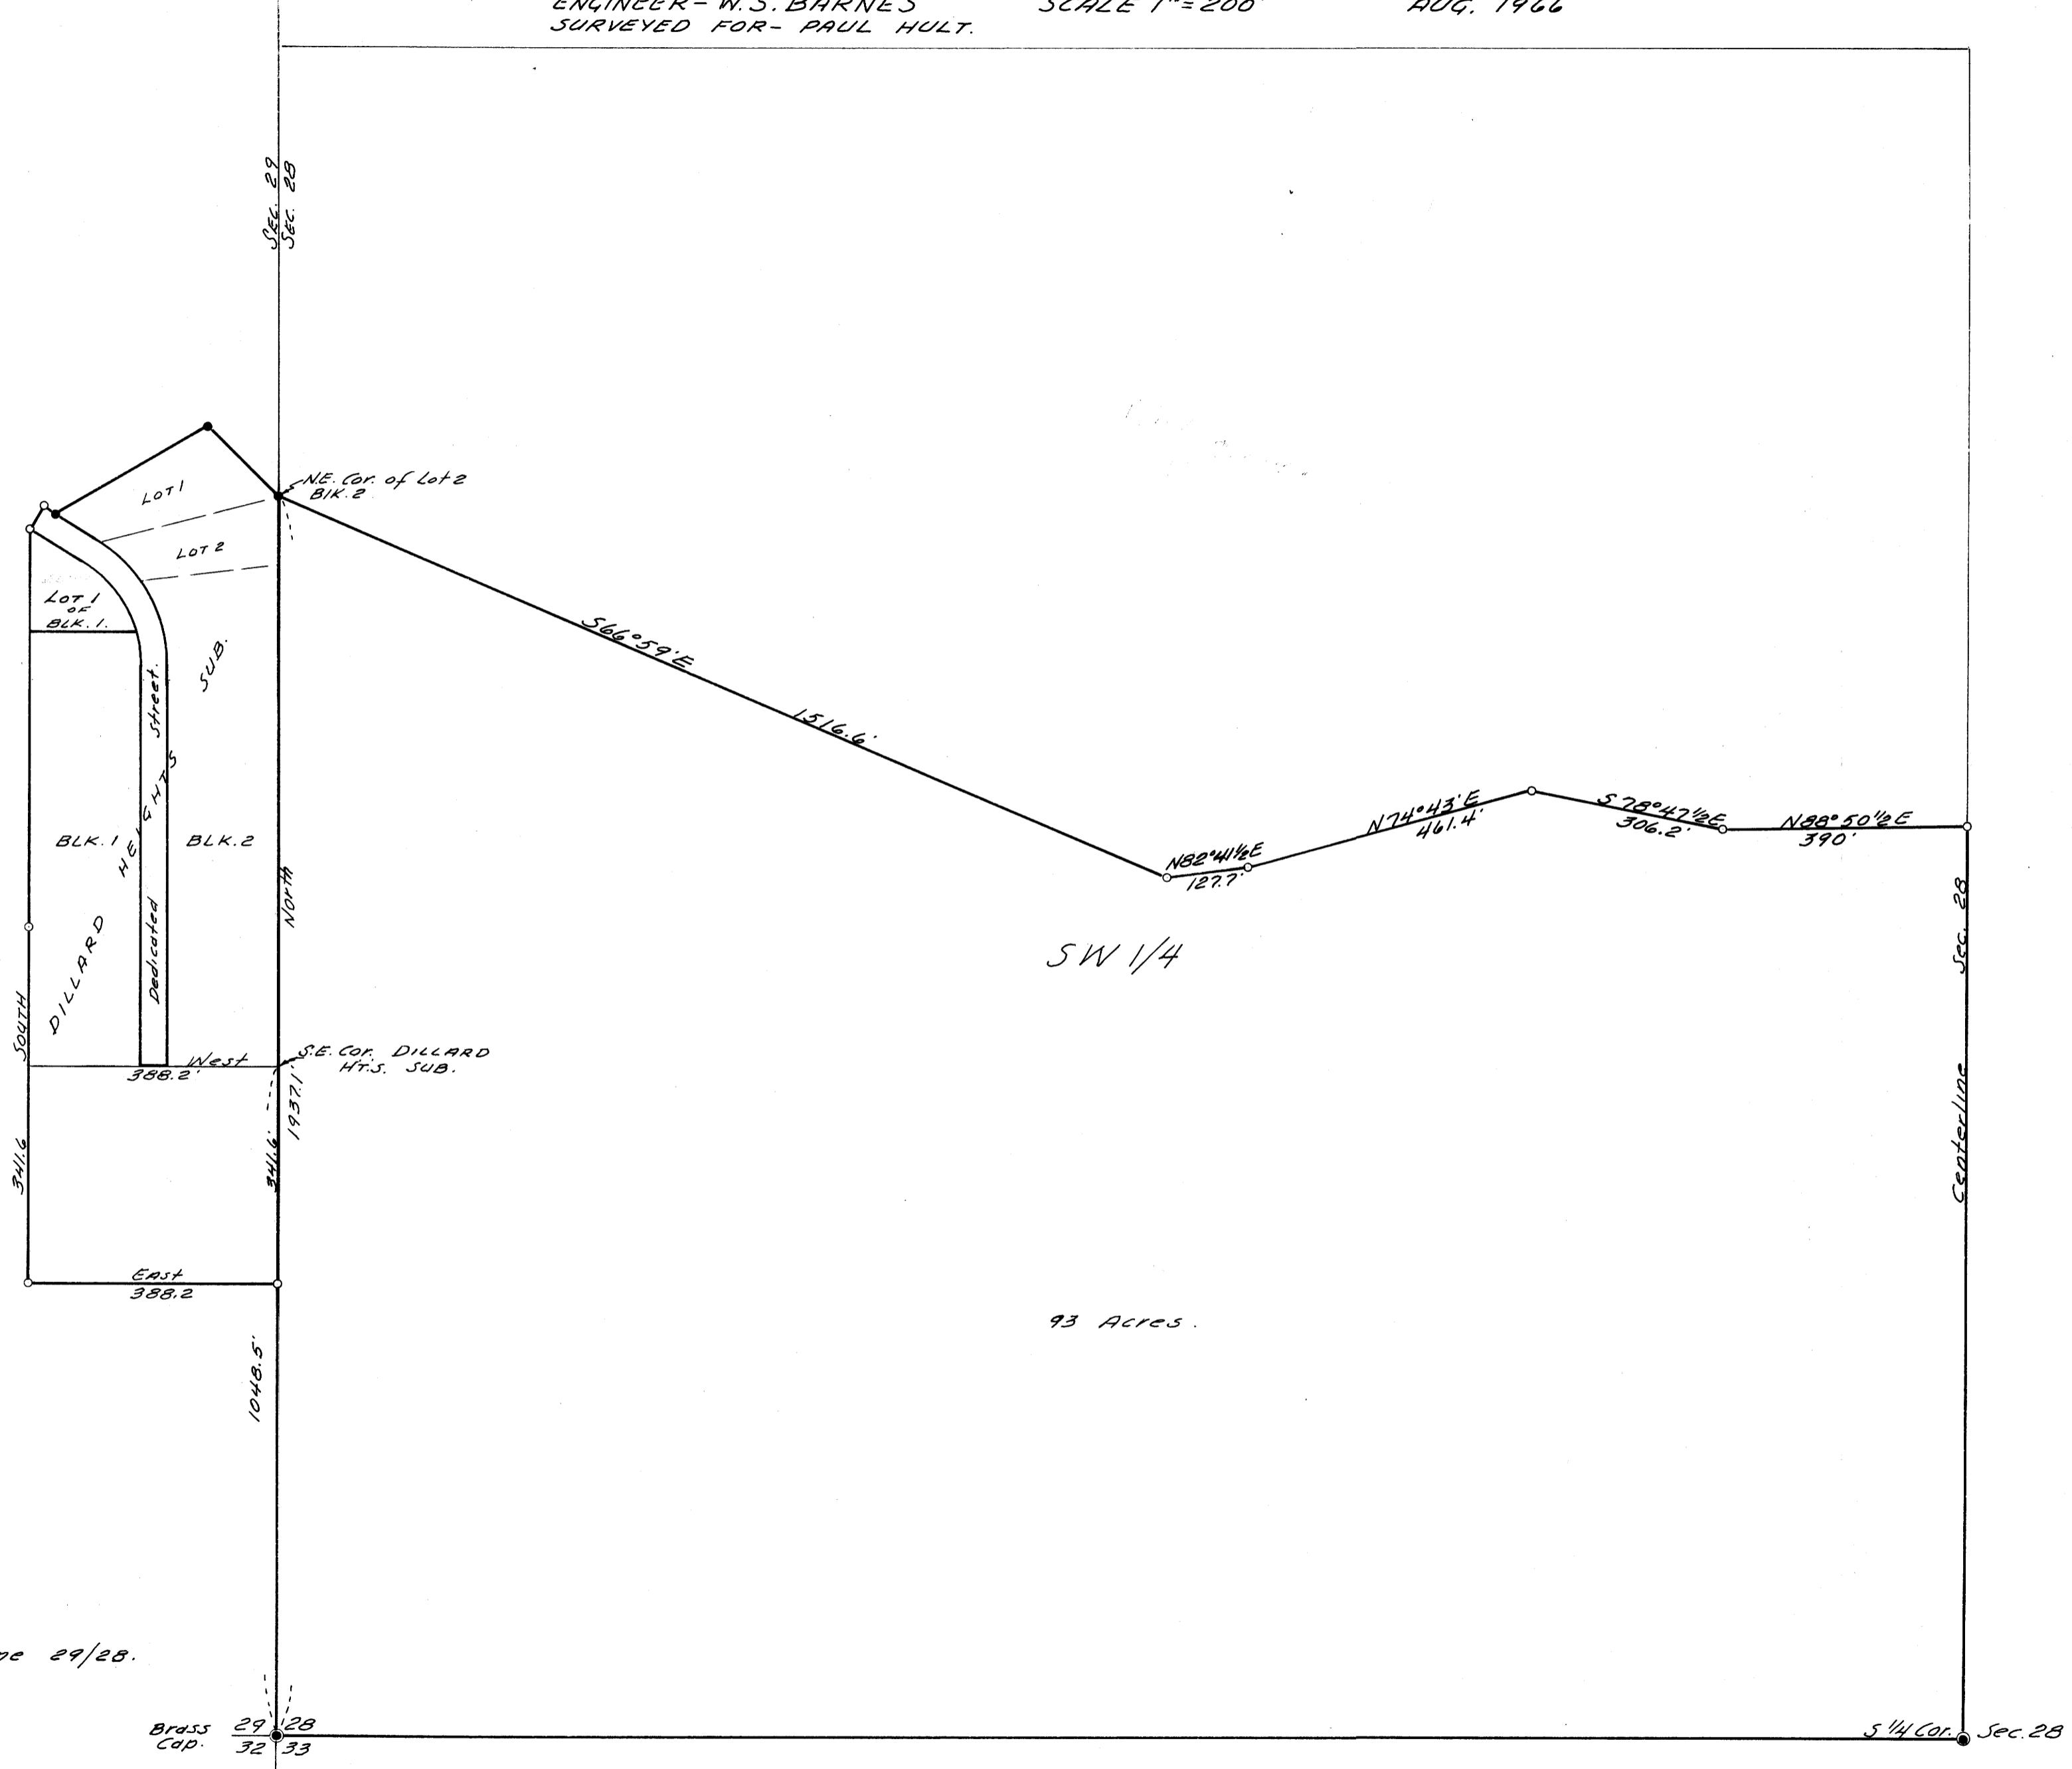 ENGINEER- W.S. BARNES SCALE 1"=200' AUG. 1966
SURVEYED FOR- PAUL HULT.
SEC. 29
SEC. 28
N.E. Cor. of Lot 2
Blk. 2
LOT 1
LOT 2
LOT 1
OF
BLK. 1.
SUB.
S66°59'E
1516.6'
Street.
HEIGHTS
BLK. 1
BLK. 2
North
N82°41½E
127.7'
N74°43'E
461.4'
S78°47½E
306.2'
N88°50½E
390'
Sec. 28
SW 1/4
DILLARD
Dedicated
SOUTH
West
388.2'
S.E. Cor. DILLARD
HTS. SUB.
1937.1'
341.6
341.6'
Centerline
East
388.2
93 Acres.
1048.5'
29/28.
Brass
Cap.
29 28
32 33
S 1/4 Cor. Sec. 28